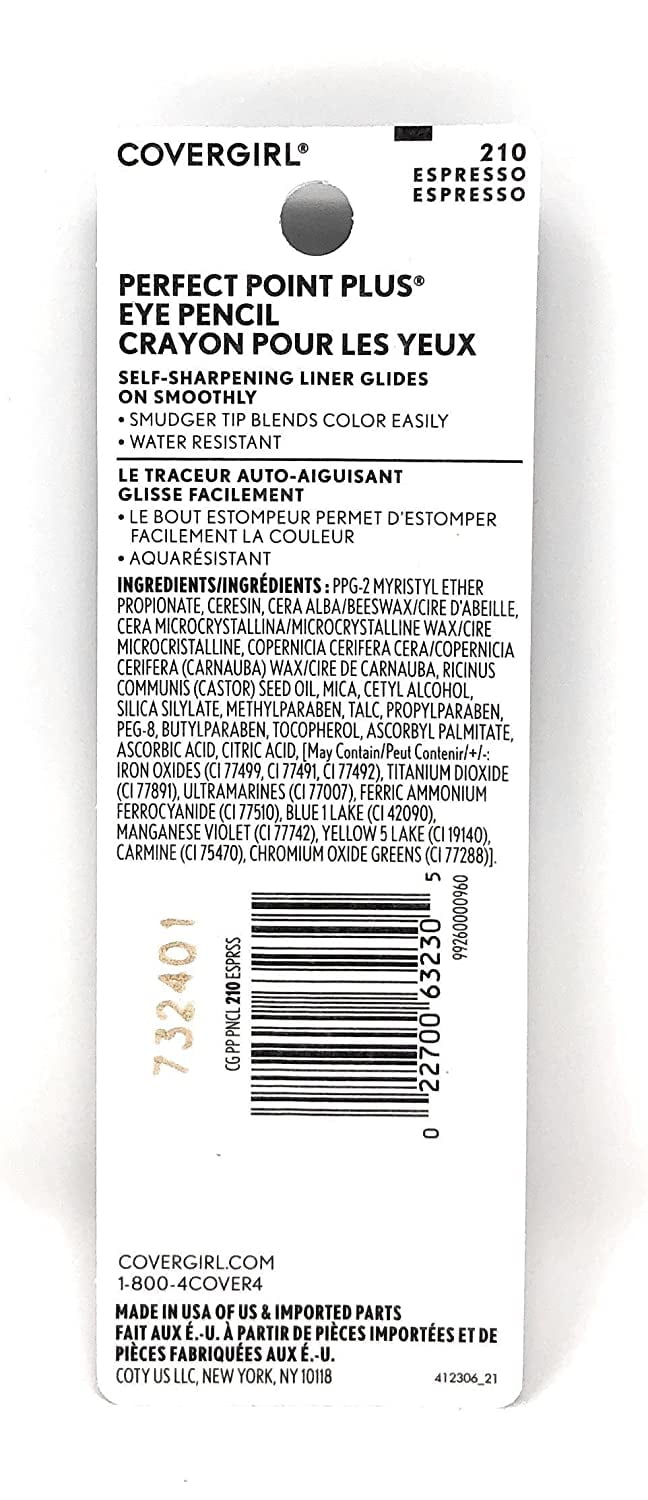 COVERGIRL®
210
ESPRESSO
ESPRESSO
PERFECT POINT PLUS®
EYE PENCIL
CRAYON POUR LES YEUX
SELF-SHARPENING LINER GLIDES
ON SMOOTHLY
• SMUDGER TIP BLENDS COLOR EASILY
• WATER RESISTANT
LE TRACEUR AUTO-AIGUISANT
GLISSE FACILEMENT
• LE BOUT ESTOMPEUR PERMET D'ESTOMPER
FACILEMENT LA COULEUR
• AQUARÉSISTANT
INGREDIENTS/INGRÉDIENTS : PPG-2 MYRISTYL ETHER
PROPIONATE, CERESIN, CERA ALBA/BEESWAX/CIRE D'ABEILLE,
CERA MICROCRYSTALLINA/MICROCRYSTALLINE WAX/CIRE
MICROCRISTALLINE, COPERNICIA CERIFERA CERA/COPERNICIA
CERIFERA (CARNAUBA) WAX/CIRE DE CARNAUBA, RICINUS
COMMUNIS (CASTOR) SEED OIL, MICA, CETYL ALCOHOL,
SILICA SILYLATE, METHYLPARABEN, TALC, PROPYLPARABEN,
PEG-8, BUTYLPARABEN, TOCOPHEROL, ASCORBYL PALMITATE,
ASCORBIC ACID, CITRIC ACID, [May Contain/Peut Contenir/+/-:
IRON OXIDES (CI 77499, CI 77491, CI 77492), TITANIUM DIOXIDE
(CI 77891), ULTRAMARINES (CI 77007), FERRIC AMMONIUM
FERROCYANIDE (CI 77510), BLUE 1 LAKE (CI 42090),
MANGANESE VIOLET (CI 77742), YELLOW 5 LAKE (CI 19140),
CARMINE (CI 75470), CHROMIUM OXIDE GREENS (CI 77288)].
732401
CG PP PNCL 210 ESPRSS
0 22700 63230 5
99260000960
COVERGIRL.COM
1-800-4COVER4
MADE IN USA OF US & IMPORTED PARTS
FAIT AUX É.-U. À PARTIR DE PIÈCES IMPORTÉES ET DE
PIÈCES FABRIQUÉES AUX É.-U.
COTY US LLC, NEW YORK, NY 10118
412306_21